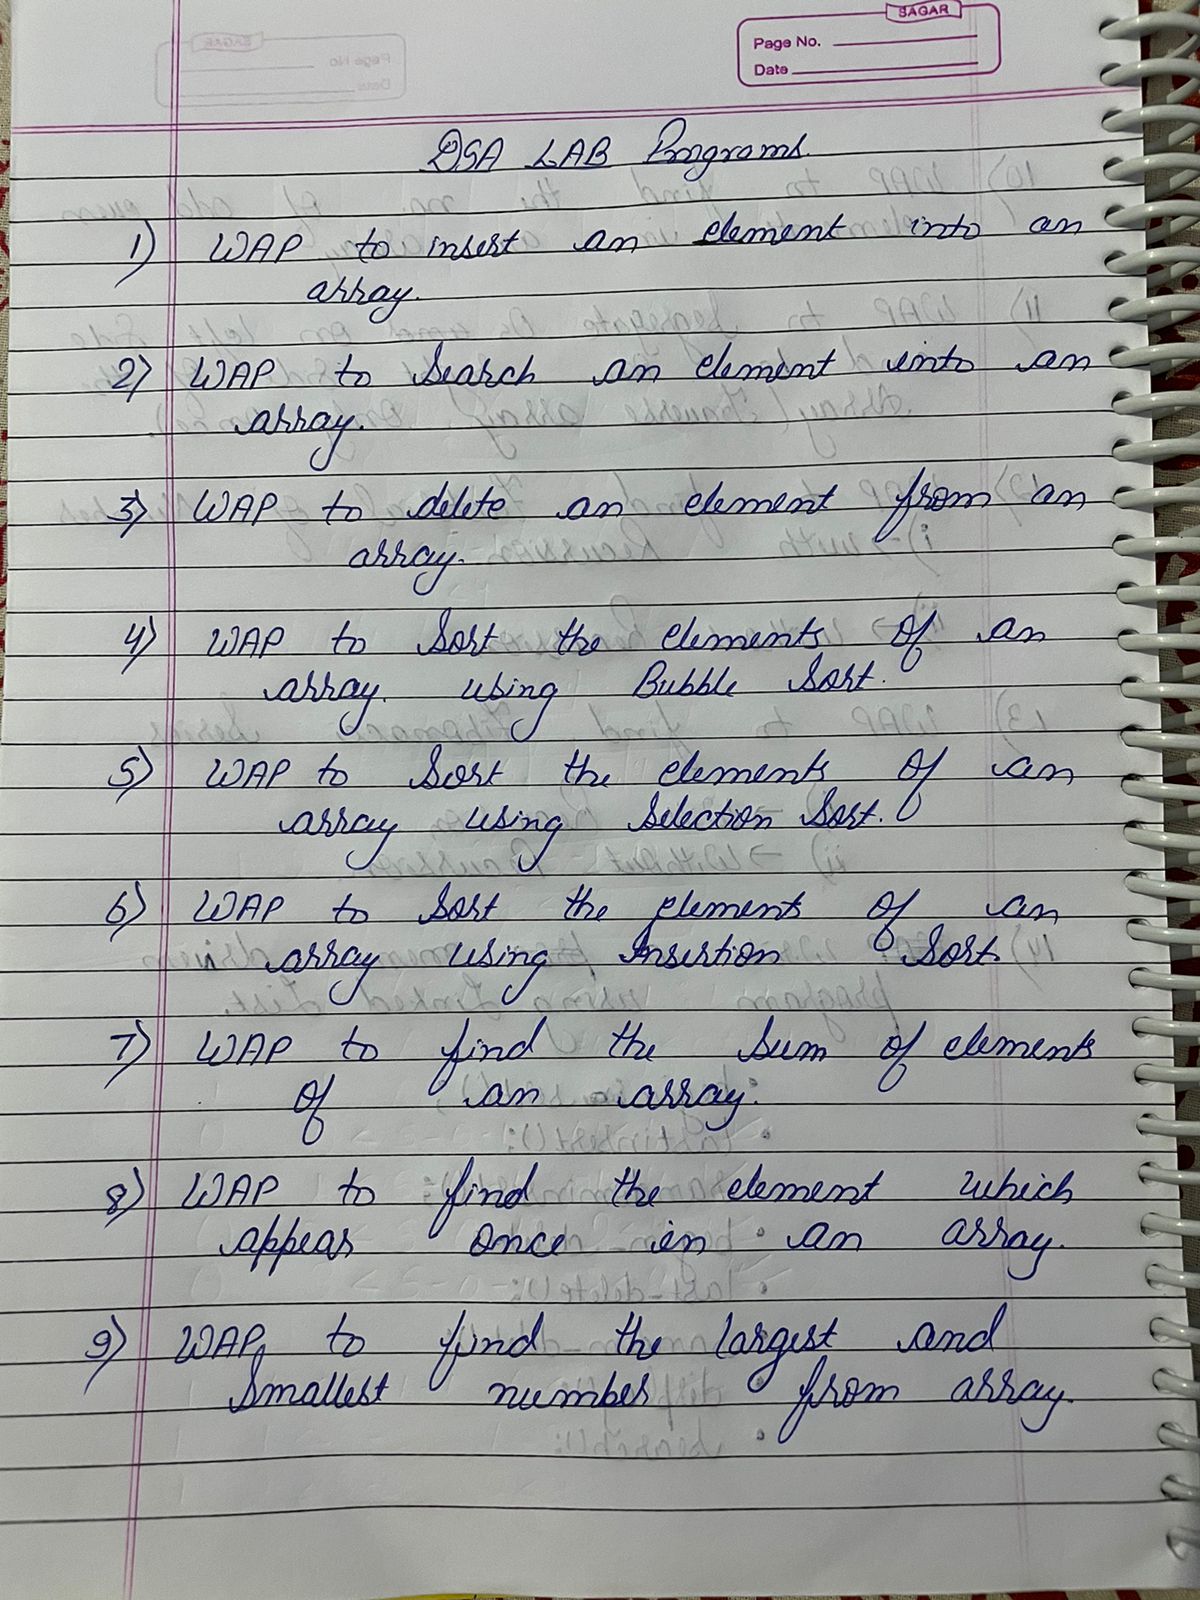 SAGAR
Page No.
Date
DSA LAB Programs.
1) WAP to insert an element into an
array.
2) WAP to Search an element into an
array.
3) WAP to delete an element from an
array.
4) WAP to Sort the elements of an
array. using Bubble Sort.
5) WAP to Sort the elements of an
array using Selection Sort.
6) WAP to Sort the elements of an
array using Insertion Sort.
7) WAP to find the Sum of elements
of an array.
8) WAP to find the element which
appear once in an array.
9) WAP to find the largest and
Smallest number from array.